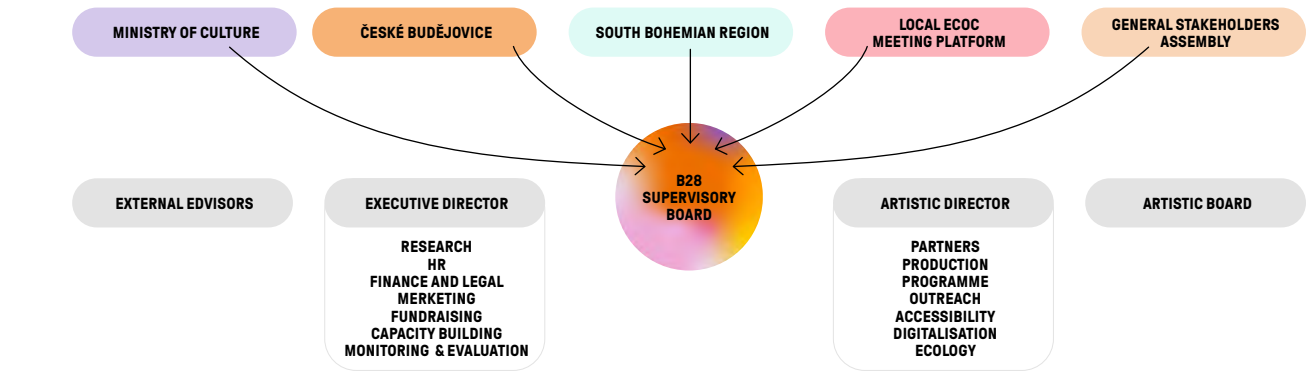 MINISTRY OF CULTURE
ČESKÉ BUDĚJOVICE
SOUTH BOHEMIAN REGION
LOCAL ECOC
MEETING PLATFORM
GENERAL STAKEHOLDERS
ASSEMBLY
B28
SUPERVISORY
BOARD
EXTERNAL EDVISORS
EXECUTIVE DIRECTOR
RESEARCH
HR
FINANCE AND LEGAL
MERKETING
FUNDRAISING
CAPACITY BUILDING
MONITORING & EVALUATION
ARTISTIC DIRECTOR
PARTNERS
PRODUCTION
PROGRAMME
OUTREACH
ACCESSIBILITY
DIGITALISATION
ECOLOGY
ARTISTIC BOARD